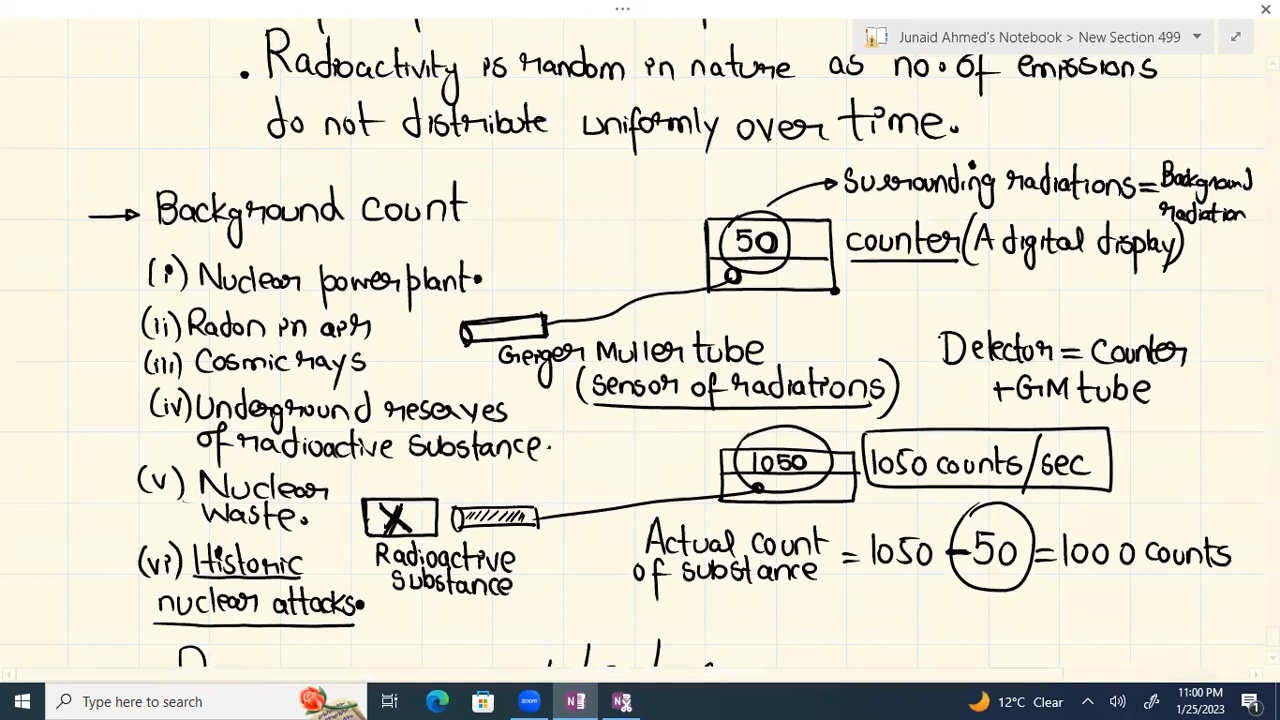 Junaid Ahmed's Notebook > New Section 499
. Radioactivity is random in nature as no. of emissions
do not distribute uniformly over time.
→ Background count
(i) Nuclear power plant.
(ii) Radon in air
(iii) Cosmic rays
(iv) Underground reserves
of radioactive substance.
(v) Nuclear
waste.
(vi) Historic
nuclear attacks.
Surrounding radiations = Background
radiation
50
counter (A digital display)
Geiger Muller tube
(sensor of radiations)
Detector = Counter
+ GM tube
1050
1050 counts/sec
X
Radioactive
substance
Actual count
of substance
= 1050 - 50 = 1000 counts
Type here to search
zoom
12°C Clear
11:00 PM
1/25/2023
1